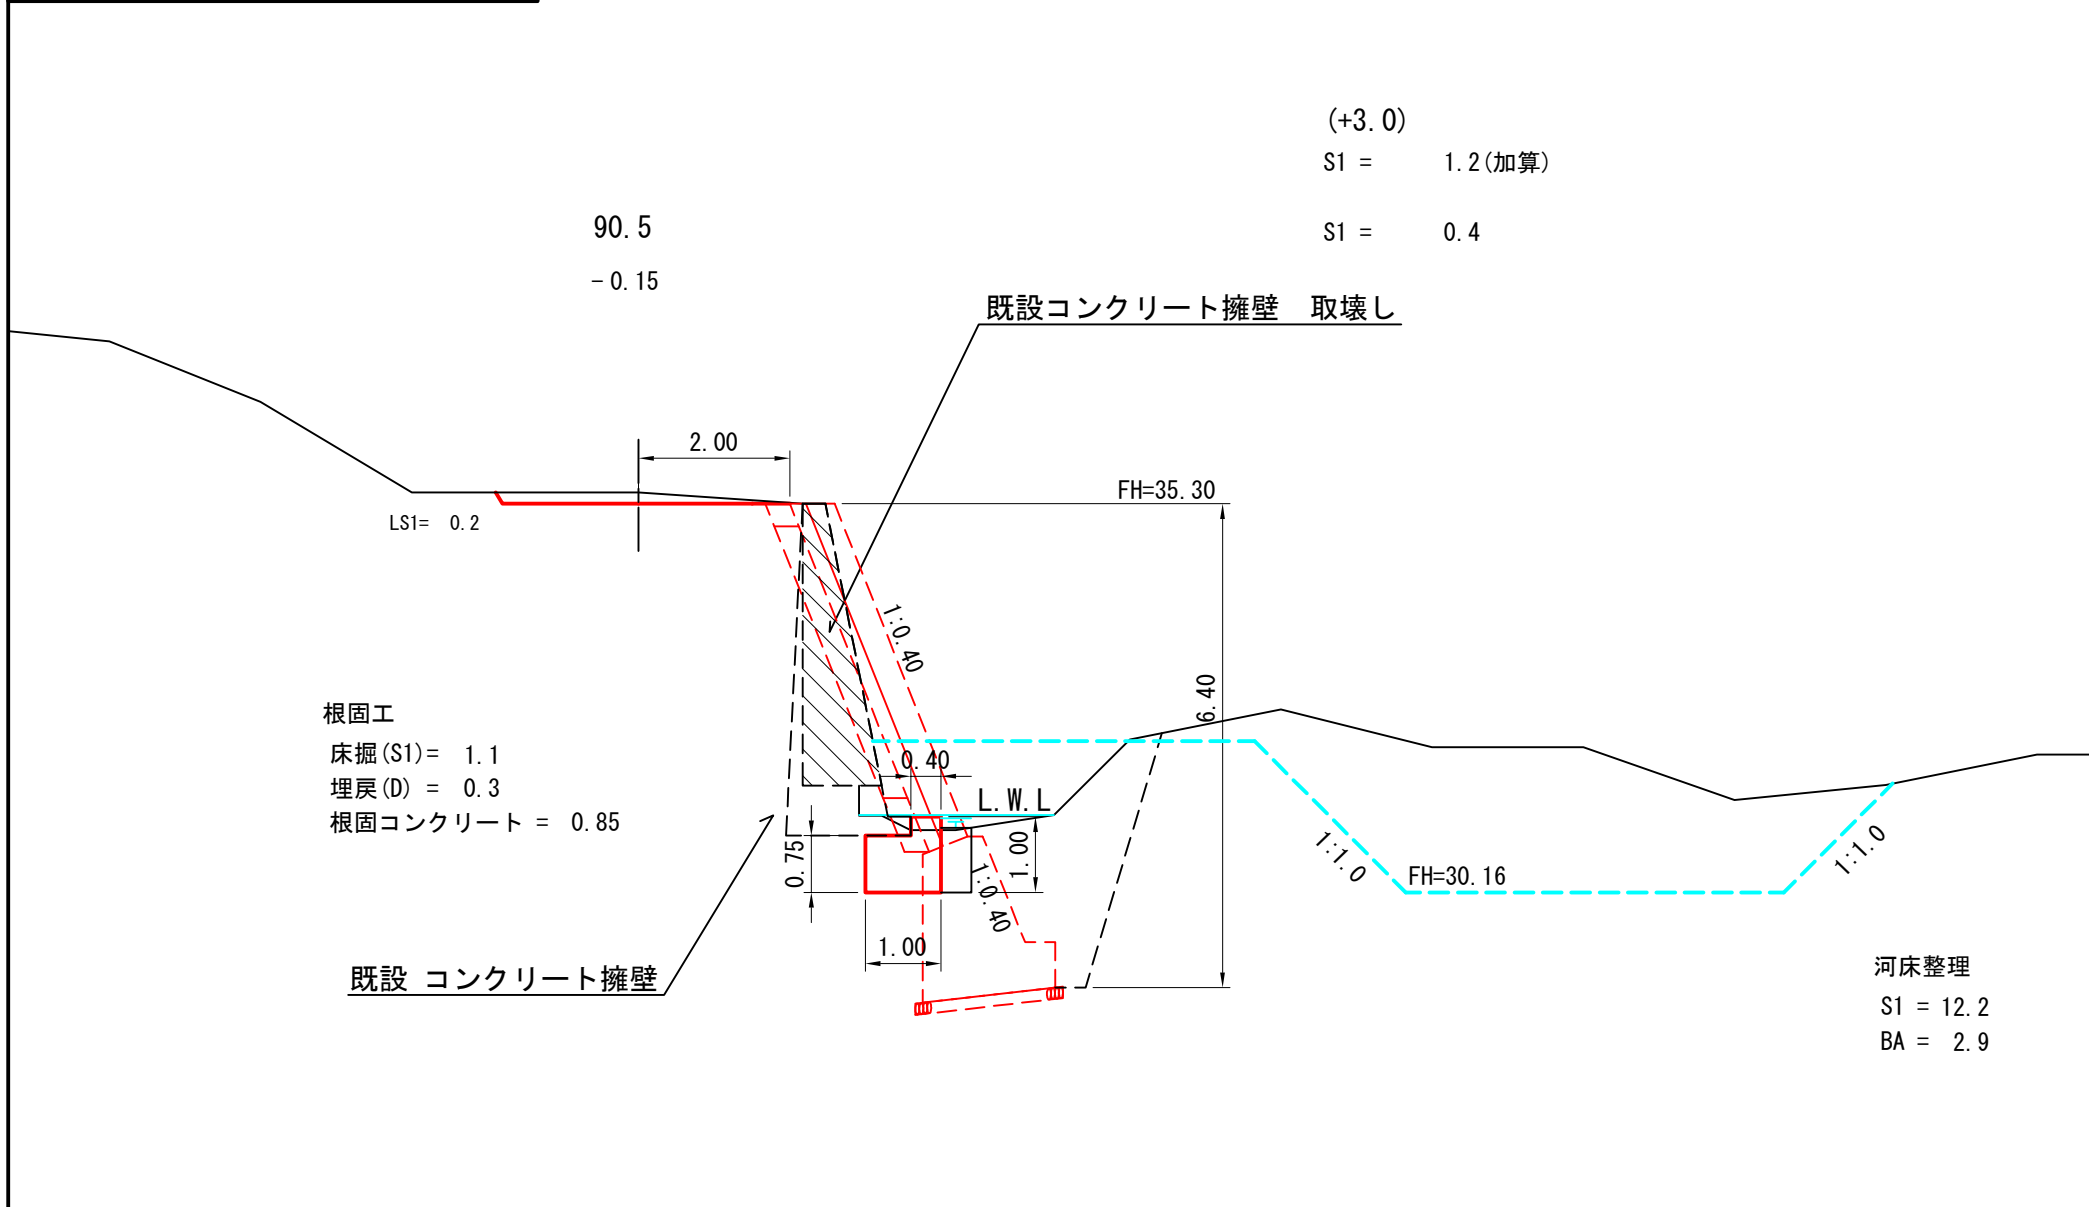 (+3.0)
S1 = 1.2(加算)
90.5
S1 = 0.4
-0.15
既設コンクリート擁壁 取壊し
2.00
FH=35.30
LS1= 0.2
1:0.40
6.40
根固工
床掘(S1)= 1.1
埋戻(D) = 0.3
根固コンクリート = 0.85
0.40
L.W.L
0.75
1.00
1:0.40
1:1.0
FH=30.16
1:1.0
1.00
既設 コンクリート擁壁
河床整理
S1 = 12.2
BA = 2.9